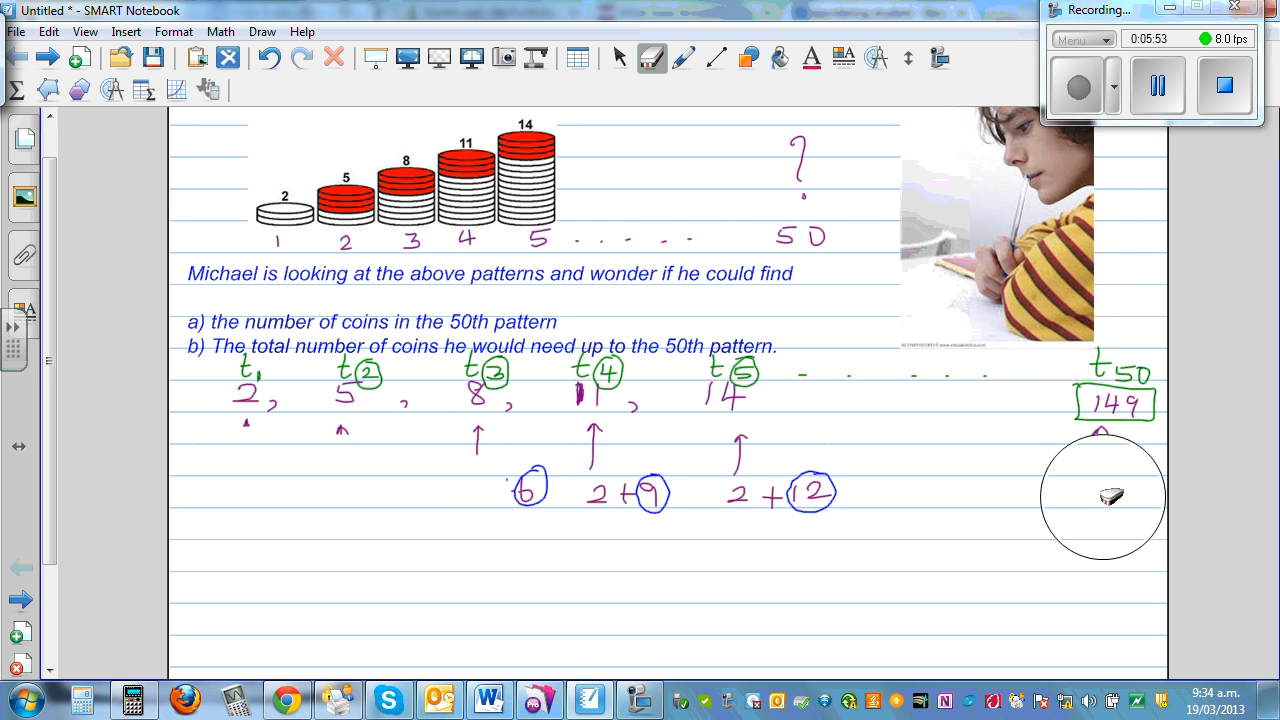 Untitled * - SMART Notebook
Recording...
File Edit View Insert Format Math Draw Help
Menu 0:05:53 8.0 fps
2 5 8 11 14 ?
1 2 3 4 5 ..... 50
Michael is looking at the above patterns and wonder if he could find
a) the number of coins in the 50th pattern
b) The total number of coins he would need up to the 50th pattern.
t1 t2 t3 t4 t5 - . . . . t50
2, 5, 8, 11, 14 149
6 2+9 2+12
9:34 a.m.
19/03/2013